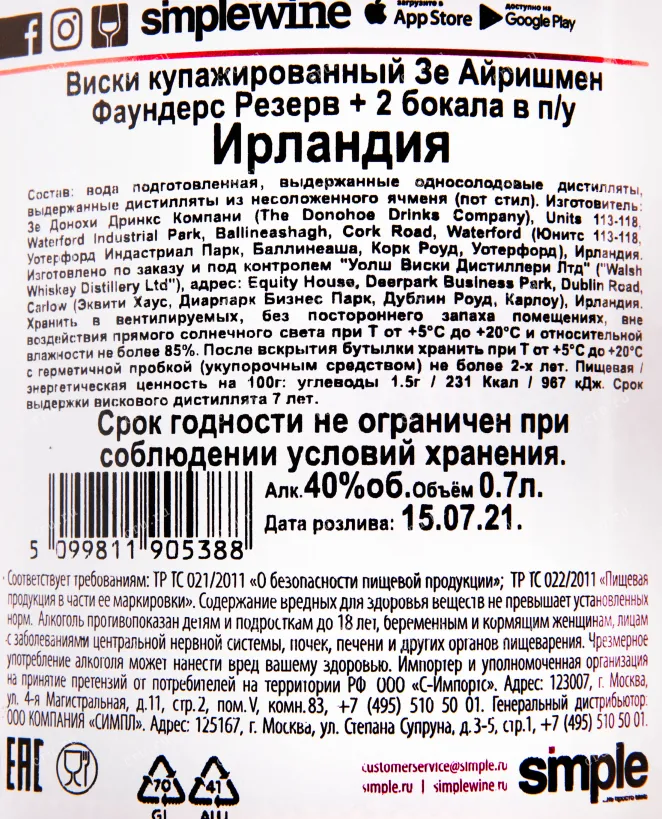 simplewine загрузите в App Store доступно на Google Play
Виски купажированный Зе Айришмен
Фаундерс Резерв + 2 бокала в п/у
Ирландия
Состав: вода подготовленная, выдержанные односолодовые дистилляты,
выдержанные дистилляты из несоложенного ячменя (пот стил). Изготовитель:
Зе Донохи Дринкс Компани (The Donohoe Drinks Company), Units 113-118,
Waterford Industrial Park, Ballineashagh, Cork Road, Waterford (Юнитс 113-118,
Уотерфорд Индастриал Парк, Баллинеаша, Корк Роуд, Уотерфорд), Ирландия.
Изготовлено по заказу и под контролем "Уолш Виски Дистиллери Лтд" ("Walsh
Whiskey Distillery Ltd"), адрес: Equity House, Deerpark Business Park, Dublin Road,
Carlow (Эквити Хаус, Диарпарк Бизнес Парк, Дублин Роуд, Карлоу), Ирландия.
Хранить в вентилируемых, без постороннего запаха помещениях, вне
воздействия прямого солнечного света при Т от +5°С до +20°С и относительной
влажности не более 85%. После вскрытия бутылки хранить при Т от +5°С до +20°С
с герметичной пробкой (укупорочным средством) не более 2-х лет. Пищевая /
энергетическая ценность на 100г: углеводы 1.5г / 231 Ккал / 967 кДж. Срок
выдержки вискового дистиллята 7 лет.
Срок годности не ограничен при
соблюдении условий хранения.
Алк.40%об.Объём 0.7л.
Дата розлива: 15.07.21.
5 099811 905388
Соответствует требованиям: ТР ТС 021/2011 «О безопасности пищевой продукции»; ТР ТС 022/2011 «Пищевая
продукция в части ее маркировки». Содержание вредных для здоровья веществ не превышает установленных
норм. Алкоголь противопоказан детям и подросткам до 18 лет, беременным и кормящим женщинам, лицам
с заболеваниями центральной нервной системы, почек, печени и других органов пищеварения. Чрезмерное
употребление алкоголя может нанести вред вашему здоровью. Импортер и уполномоченная организация
на принятие претензий от потребителей на территории РФ ООО «С-Импортс». Адрес: 123007, г. Москва,
ул. 4-я Магистральная, д.11, стр.2, пом.V, комн.83, +7 (495) 510 50 01. Генеральный дистрибьютор:
ООО КОМПАНИЯ «СИМПЛ». Адрес: 125167, г. Москва, ул. Степана Супруна, д.3-5, стр.1, +7 (495) 510 50 01.
EAC 70 41 customerservice@simple.ru
simple.ru | simplewine.ru simple
...не просто вино
GL ALU